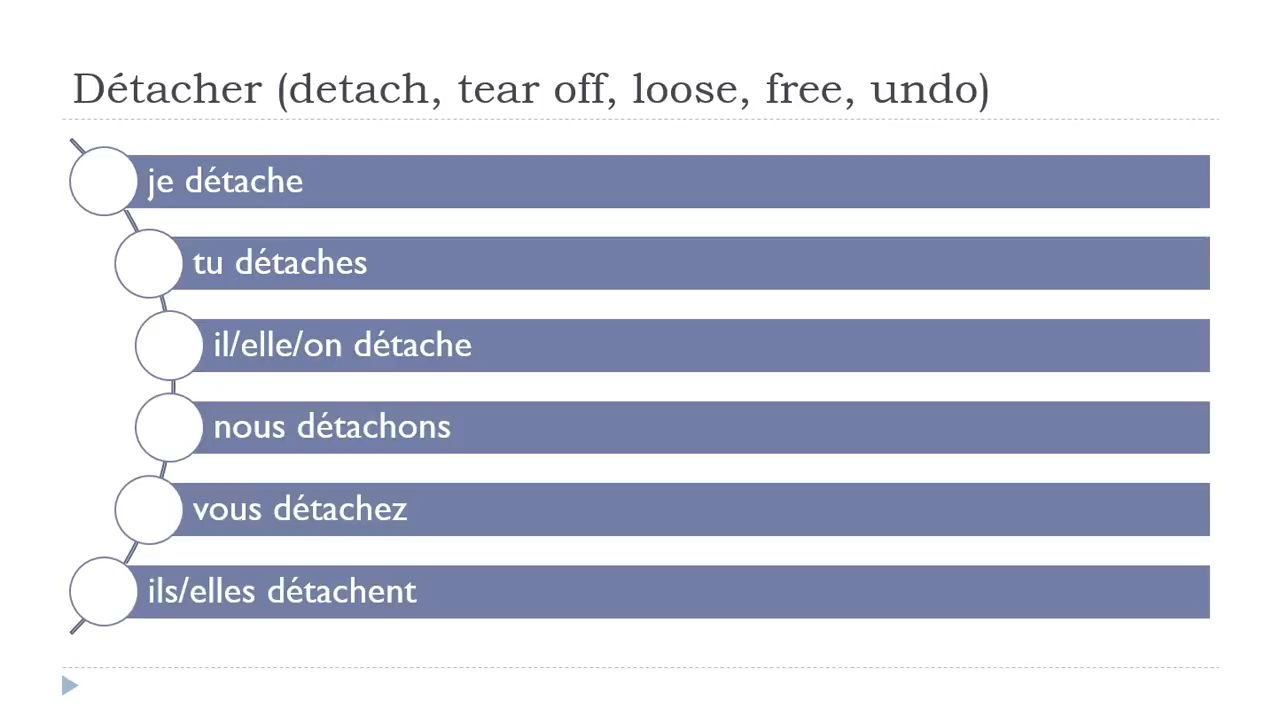 Détacher (detach, tear off, loose, free, undo)
je détache
tu détaches
il/elle/on détache
nous détachons
vous détachez
ils/elles détachent